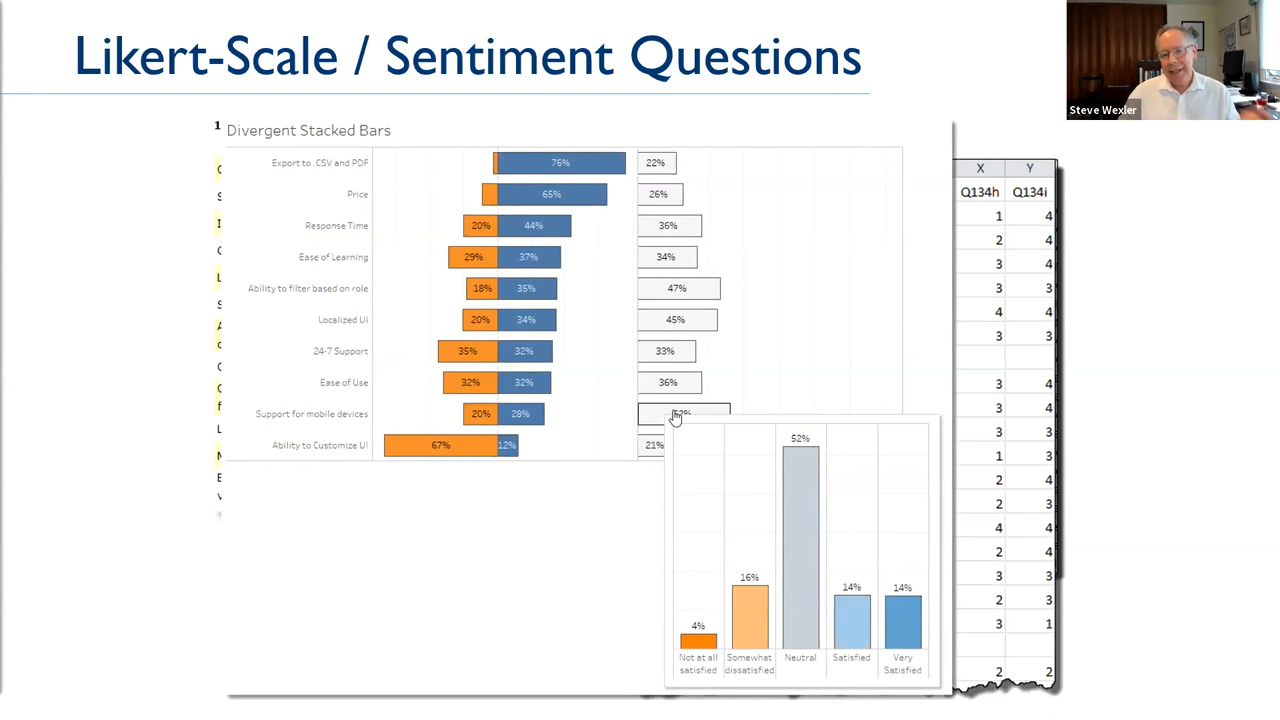 Likert-Scale / Sentiment Questions
Steve Wexler
1
Divergent Stacked Bars
Export to .CSV and PDF 76% 22%
Price 65% 26%
Response Time 20% 44% 36%
Ease of Learning 29% 37% 34%
Ability to filter based on role 18% 35% 47%
Localized UI 20% 34% 45%
24-7 Support 35% 32% 33%
Ease of Use 32% 32% 36%
Support for mobile devices 20% 28% 52%
Ability to Customize UI 67% 12% 21%
52%
16%
14%
14%
4%
Not at all satisfied
Somewhat dissatisfied
Neutral
Satisfied
Very Satisfied
X Y
Q134h Q134i
1 4
2 4
3 4
3 3
4 4
3 3
3 4
3 4
3 3
1 3
2 4
2 3
4 4
2 4
3 3
2 3
3 1
2 2